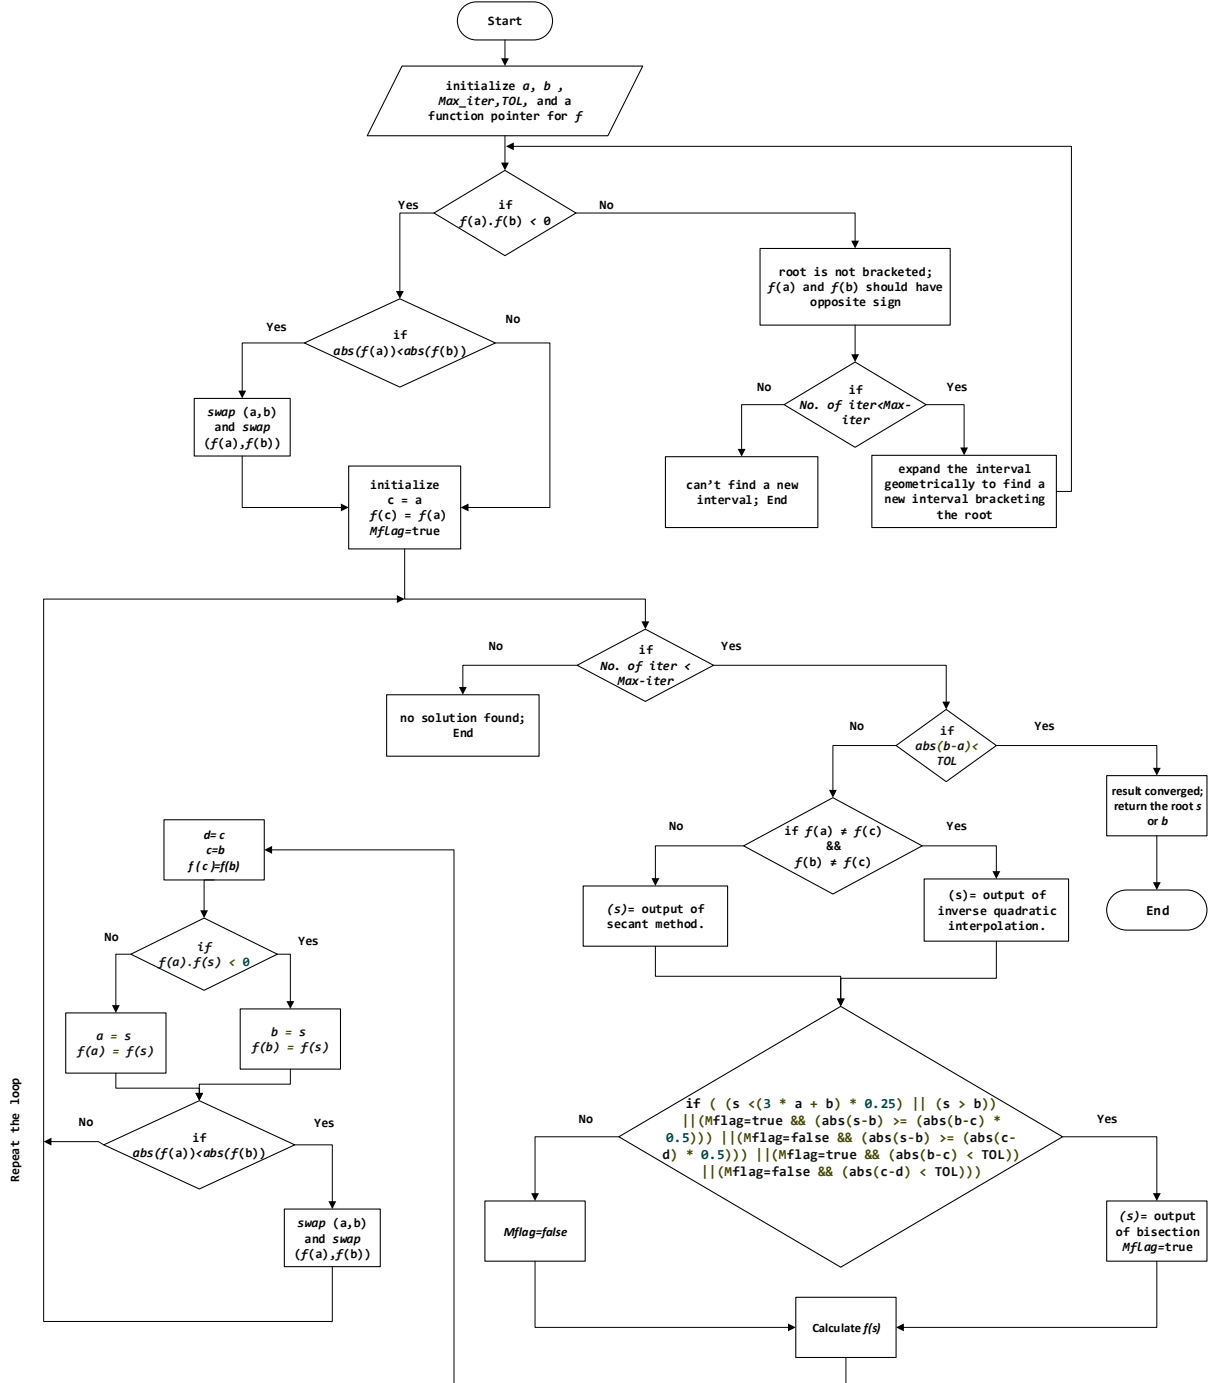 Start
initialize a, b ,
Max_iter,TOL, and a
function pointer for f
if
f(a).f(b) < 0
Yes
No
root is not bracketed;
f(a) and f(b) should have
opposite sign
if
abs(f(a))<abs(f(b))
Yes
No
if
No. of iter<Max-
iter
No
Yes
swap (a,b)
and swap
(f(a),f(b))
can't find a new
interval; End
expand the interval
geometrically to find a
new interval bracketing
the root
initialize
c = a
f(c) = f(a)
Mflag=true
if
No. of iter <
Max-iter
No
Yes
no solution found;
End
if
abs(b-a)<
TOL
No
Yes
result converged;
return the root s
or b
End
if f(a) ≠ f(c)
&&
f(b) ≠ f(c)
No
Yes
(s)= output of
secant method.
(s)= output of
inverse quadratic
interpolation.
if ( (s <(3 * a + b) * 0.25) || (s > b))
||(Mflag=true && (abs(s-b) >= (abs(b-c) *
0.5))) ||(Mflag=false && (abs(s-b) >= (abs(c-
d) * 0.5))) ||(Mflag=true && (abs(b-c) < TOL))
||(Mflag=false && (abs(c-d) < TOL)))
No
Yes
Mflag=false
(s)= output
of bisection
Mflag=true
Calculate f(s)
d= c
c=b
f(c)=f(b)
if
f(a).f(s) < 0
No
Yes
a = s
f(a) = f(s)
b = s
f(b) = f(s)
if
abs(f(a))<abs(f(b))
No
Yes
swap (a,b)
and swap
(f(a),f(b))
Repeat the loop